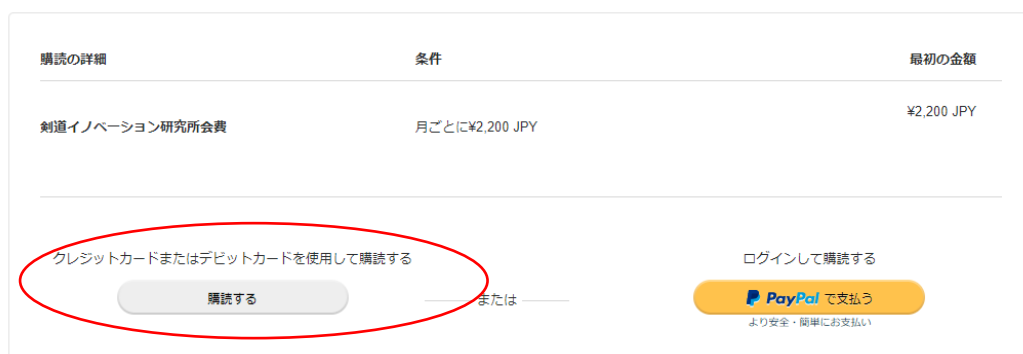 購読の詳細 条件 最初の金額
剣道イノベーション研究所会費 月ごとに¥2,200 JPY ¥2,200 JPY
クレジットカードまたはデビットカードを使用して購読する
購読する
または
ログインして購読する
PayPal で支払う
より安全・簡単にお支払い